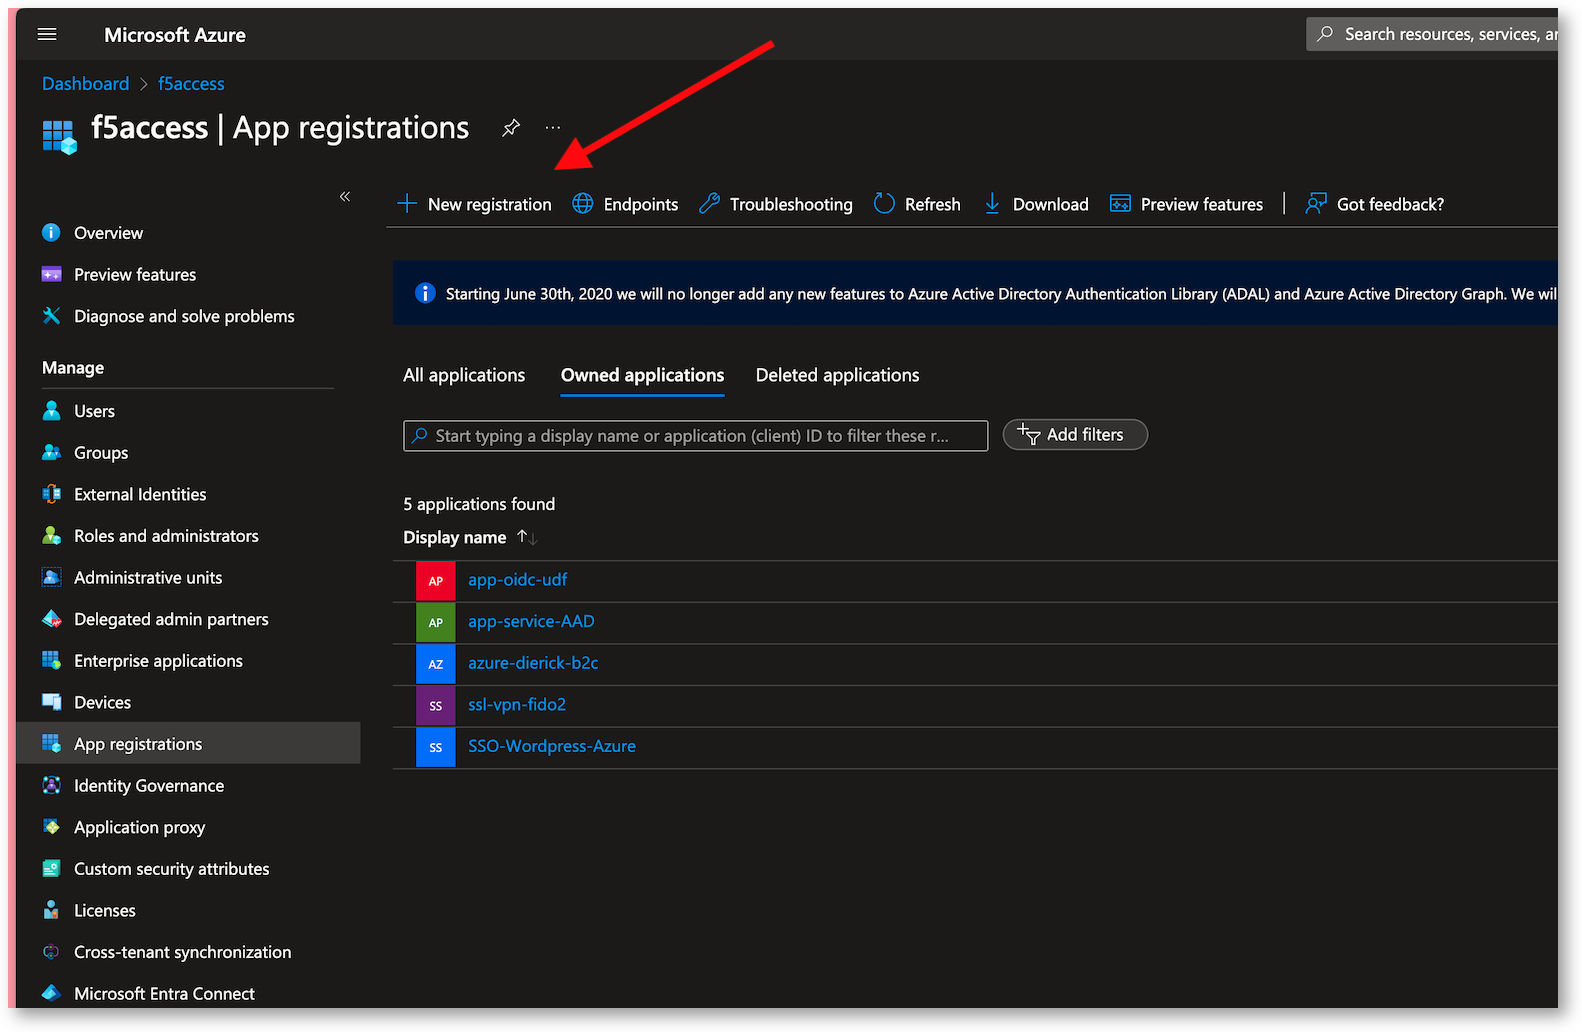 Microsoft Azure
Search resources, services, ar
Dashboard > f5access
f5access | App registrations
...
«
New registration
Endpoints
Troubleshooting
Refresh
Download
Preview features
Got feedback?
Overview
Preview features
Diagnose and solve problems
Manage
Users
Groups
External Identities
Roles and administrators
Administrative units
Delegated admin partners
Enterprise applications
Devices
App registrations
Identity Governance
Application proxy
Custom security attributes
Licenses
Cross-tenant synchronization
Microsoft Entra Connect
Starting June 30th, 2020 we will no longer add any new features to Azure Active Directory Authentication Library (ADAL) and Azure Active Directory Graph. We wil
All applications
Owned applications
Deleted applications
Start typing a display name or application (client) ID to filter these r...
Add filters
5 applications found
Display name ↑↓
AP app-oidc-udf
AP app-service-AAD
AZ azure-dierick-b2c
SS ssl-vpn-fido2
SS SSO-Wordpress-Azure